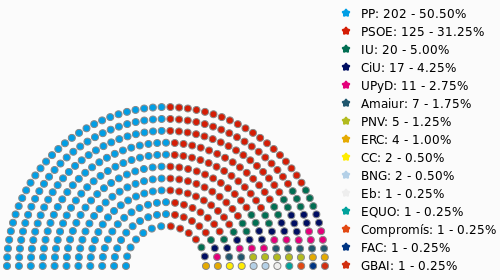 PP: 202 - 50.50%
PSOE: 125 - 31.25%
IU: 20 - 5.00%
CiU: 17 - 4.25%
UPyD: 11 - 2.75%
Amaiur: 7 - 1.75%
PNV: 5 - 1.25%
ERC: 4 - 1.00%
CC: 2 - 0.50%
BNG: 2 - 0.50%
Eb: 1 - 0.25%
EQUO: 1 - 0.25%
Compromís: 1 - 0.25%
FAC: 1 - 0.25%
GBAI: 1 - 0.25%